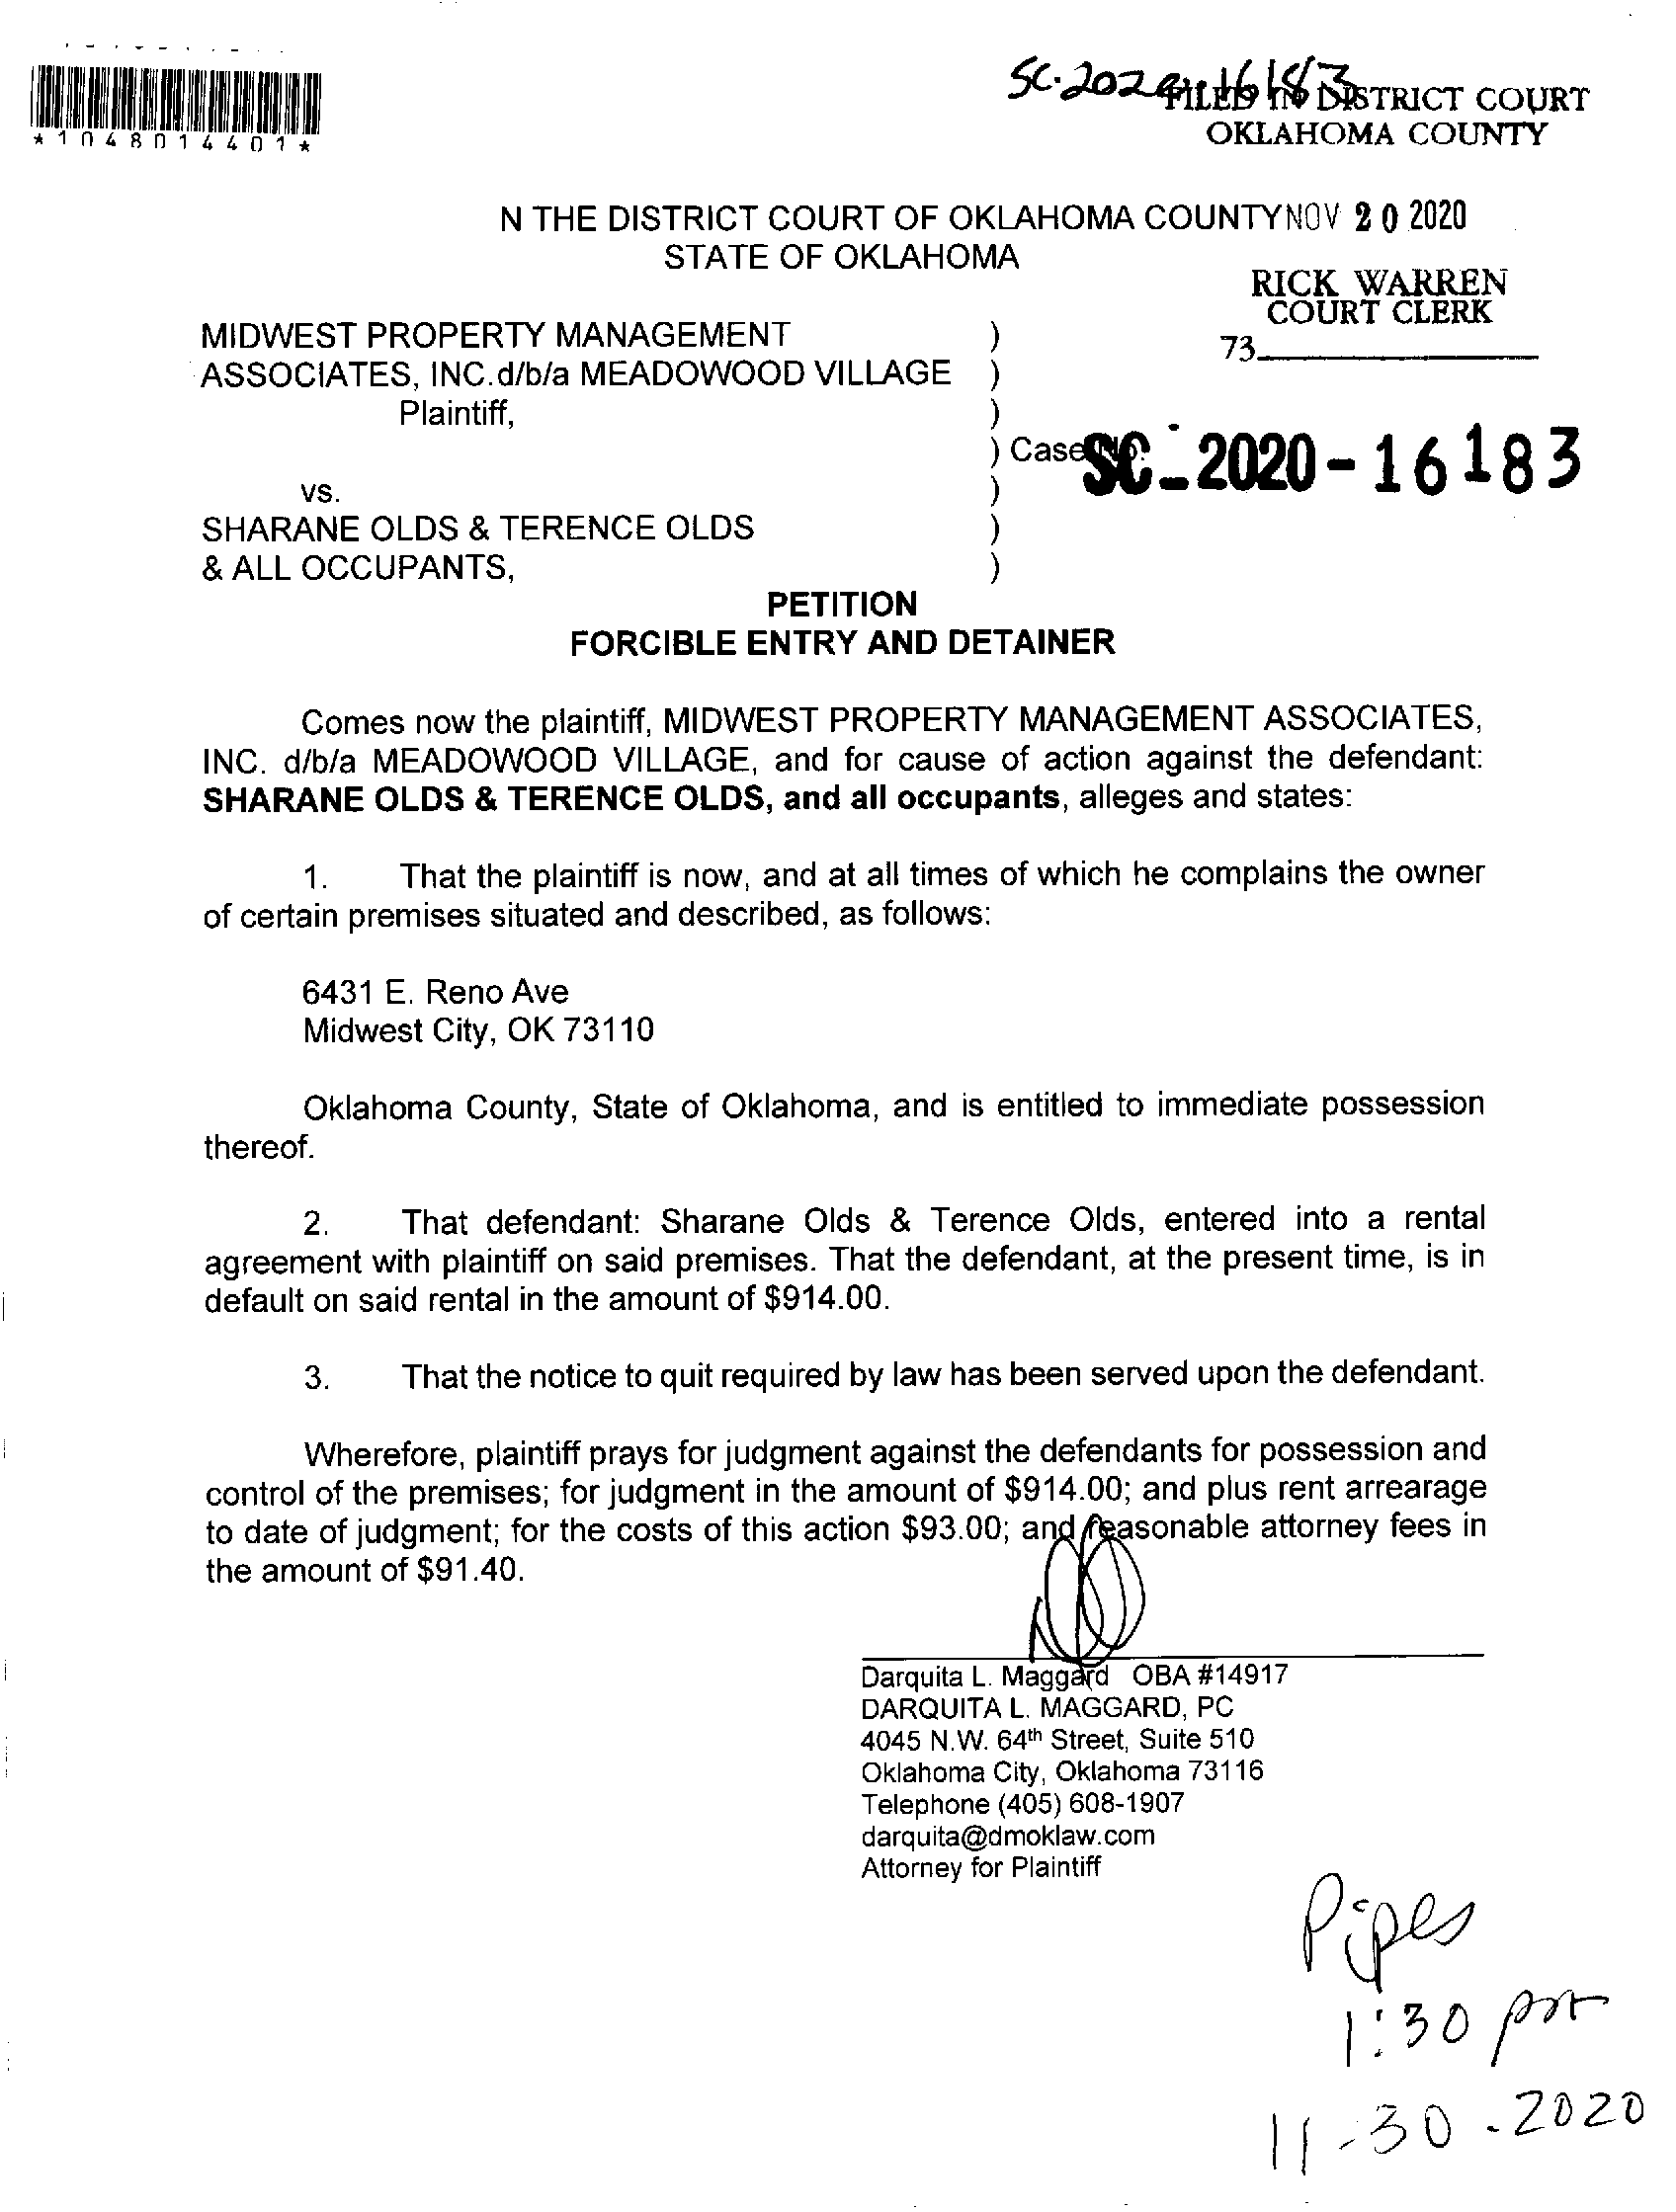 *1048014401*
SC-2020-16183
FILED IN DISTRICT COURT
OKLAHOMA COUNTY
N THE DISTRICT COURT OF OKLAHOMA COUNTY NOV 20 2020
STATE OF OKLAHOMA
RICK WARREN
COURT CLERK
73
MIDWEST PROPERTY MANAGEMENT )
ASSOCIATES, INC.d/b/a MEADOWOOD VILLAGE )
Plaintiff, )
) Case No. SC-2020-16183
vs. )
SHARANE OLDS & TERENCE OLDS )
& ALL OCCUPANTS, )
PETITION
FORCIBLE ENTRY AND DETAINER
Comes now the plaintiff, MIDWEST PROPERTY MANAGEMENT ASSOCIATES,
INC. d/b/a MEADOWOOD VILLAGE, and for cause of action against the defendant:
SHARANE OLDS & TERENCE OLDS, and all occupants, alleges and states:
1. That the plaintiff is now, and at all times of which he complains the owner
of certain premises situated and described, as follows:
6431 E. Reno Ave
Midwest City, OK 73110
Oklahoma County, State of Oklahoma, and is entitled to immediate possession
thereof.
2. That defendant: Sharane Olds & Terence Olds, entered into a rental
agreement with plaintiff on said premises. That the defendant, at the present time, is in
default on said rental in the amount of $914.00.
3. That the notice to quit required by law has been served upon the defendant.
Wherefore, plaintiff prays for judgment against the defendants for possession and
control of the premises; for judgment in the amount of $914.00; and plus rent arrearage
to date of judgment; for the costs of this action $93.00; and reasonable attorney fees in
the amount of $91.40.
Darquita L. Maggard OBA #14917
DARQUITA L. MAGGARD, PC
4045 N.W. 64th Street, Suite 510
Oklahoma City, Oklahoma 73116
Telephone (405) 608-1907
darquita@dmoklaw.com
Attorney for Plaintiff
Pipes
1:30 pm
11-30-2020